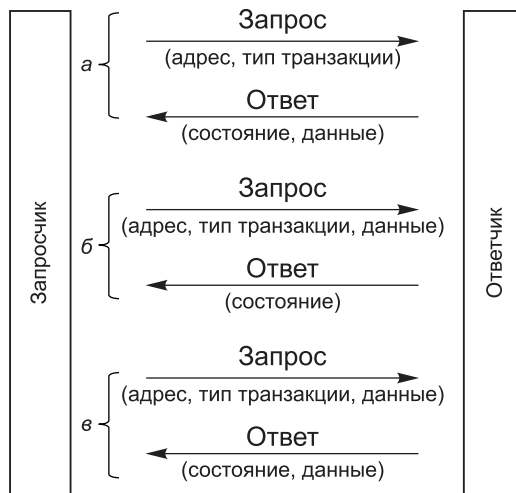 Запросчик
а
Запрос
(адрес, тип транзакции)
Ответ
(состояние, данные)
б
Запрос
(адрес, тип транзакции, данные)
Ответ
(состояние)
в
Запрос
(адрес, тип транзакции, данные)
Ответ
(состояние, данные)
Ответчик